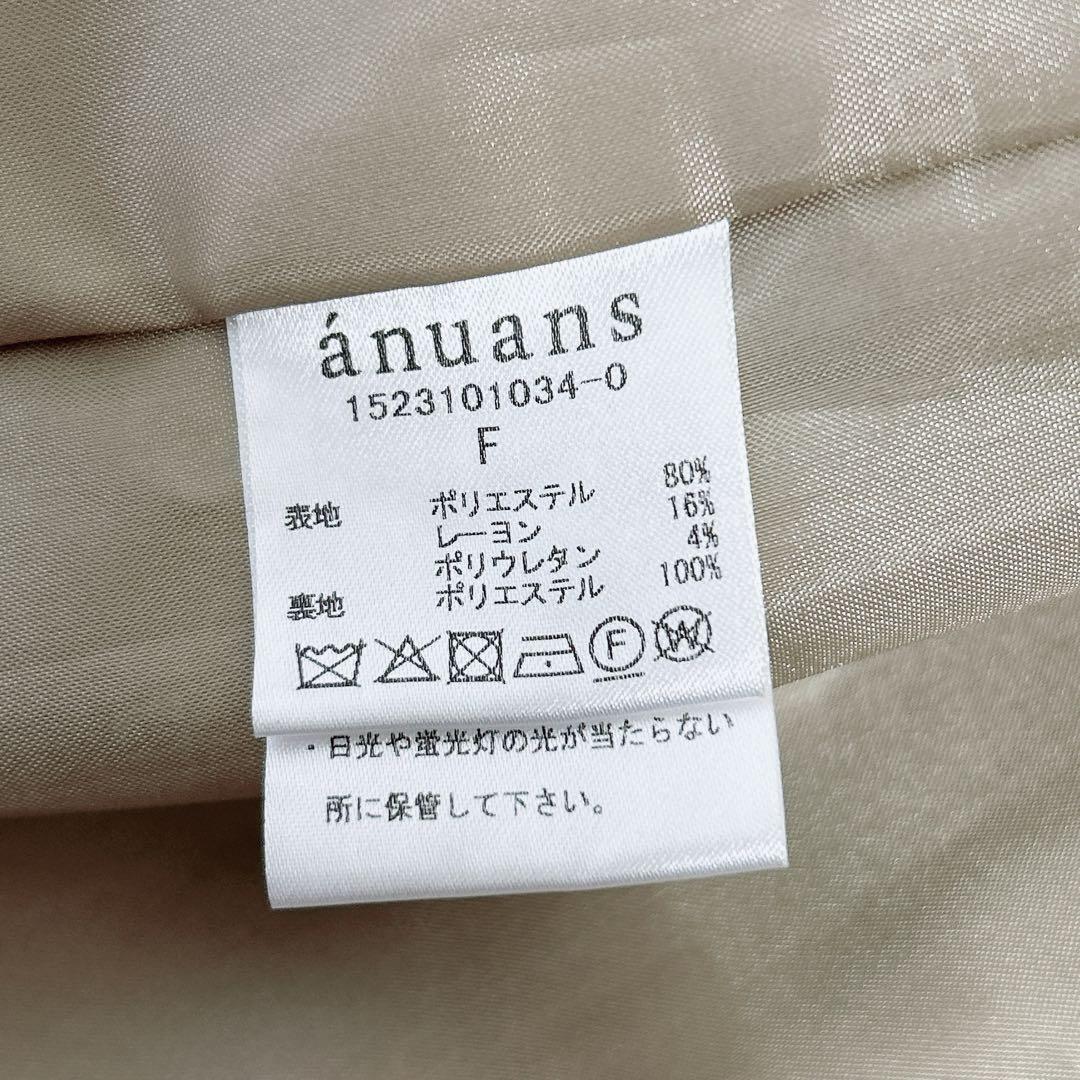 ánuans
1523101034-0
F
表地 ポリエステル 80%
レーヨン 16%
ポリウレタン 4%
裏地 ポリエステル 100%
F W
・日光や蛍光灯の光が当たらない
所に保管して下さい。